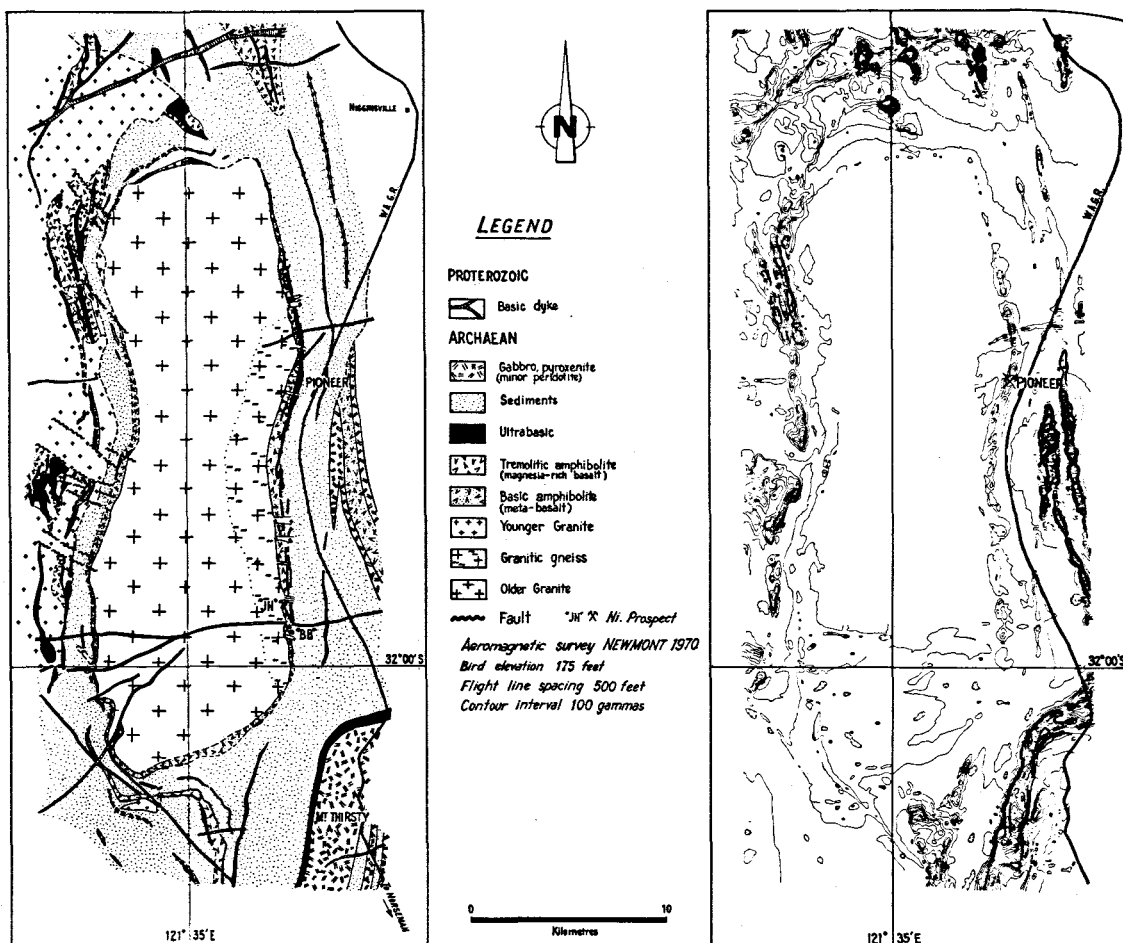 HIGGINSVILLE
W.A.G.R.
PIONEER
"JH"
"BB"
32°00'S
MT THIRSTY
TO NORSEMAN
121° 35'E
N
LEGEND
PROTEROZOIC
Basic dyke
ARCHAEAN
Gabbro, pyroxenite
(minor peridotite)
Sediments
Ultrabasic
Tremolitic amphibolite
(magnesia-rich basalt)
Basic amphibolite
(meta-basalt)
Younger Granite
Granitic gneiss
Older Granite
Fault "JH" Ni. Prospect
Aeromagnetic survey NEWMONT 1970
Bird elevation 175 feet
Flight line spacing 500 feet
Contour interval 100 gammas
0 10
Kilometres
W.A.G.R.
PIONEER
32°00'S
121° 35'E